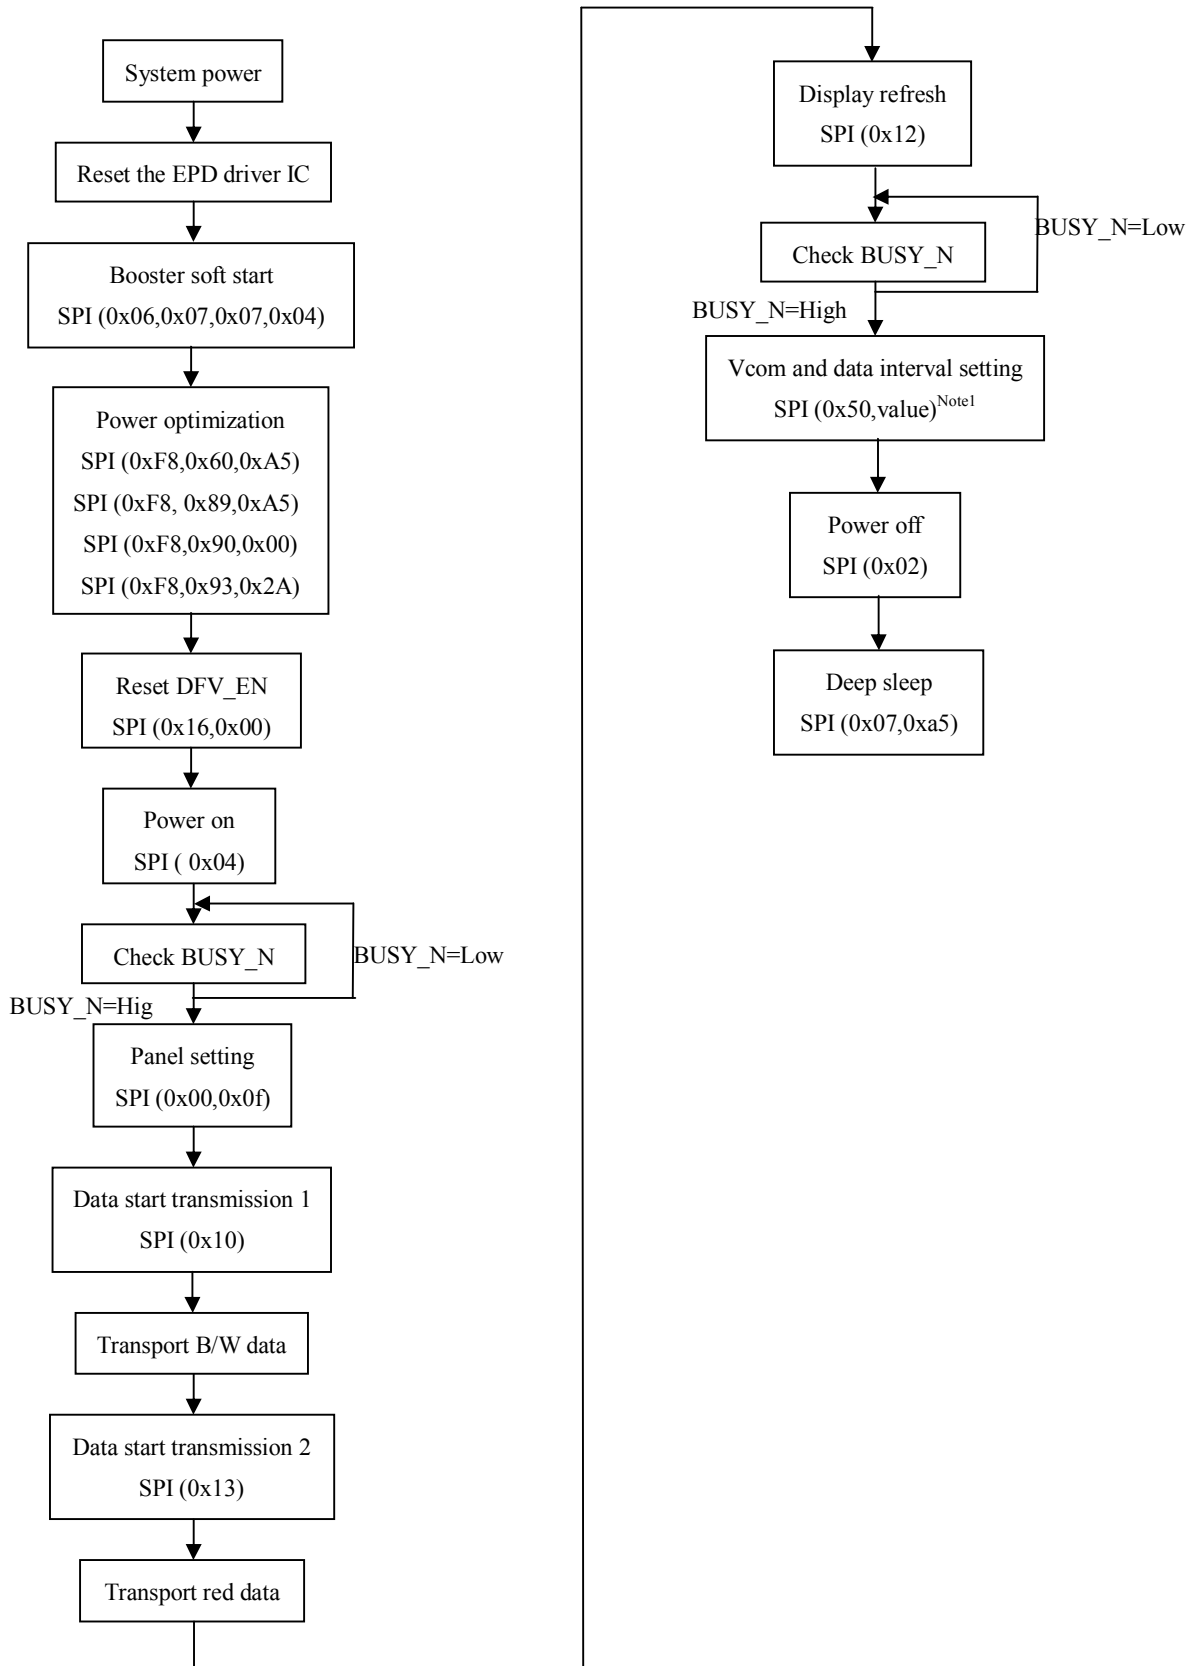 System power
Reset the EPD driver IC
Booster soft start
SPI (0x06,0x07,0x07,0x04)
Power optimization
SPI (0xF8,0x60,0xA5)
SPI (0xF8, 0x89,0xA5)
SPI (0xF8,0x90,0x00)
SPI (0xF8,0x93,0x2A)
Reset DFV_EN
SPI (0x16,0x00)
Power on
SPI ( 0x04)
Check BUSY_N
BUSY_N=Low
BUSY_N=Hig
Panel setting
SPI (0x00,0x0f)
Data start transmission 1
SPI (0x10)
Transport B/W data
Data start transmission 2
SPI (0x13)
Transport red data
Display refresh
SPI (0x12)
BUSY_N=Low
Check BUSY_N
BUSY_N=High
Vcom and data interval setting
SPI (0x50,value)Note1
Power off
SPI (0x02)
Deep sleep
SPI (0x07,0xa5)